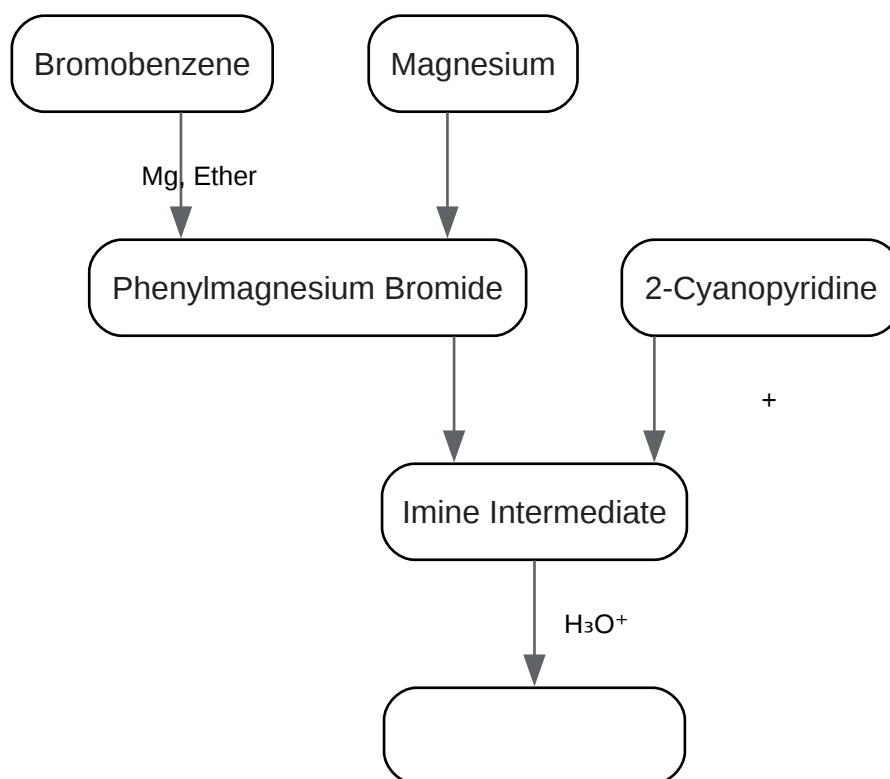 Bromobenzene
Magnesium
Mg, Ether
Phenylmagnesium Bromide
2-Cyanopyridine
+
Imine Intermediate
H₃O⁺